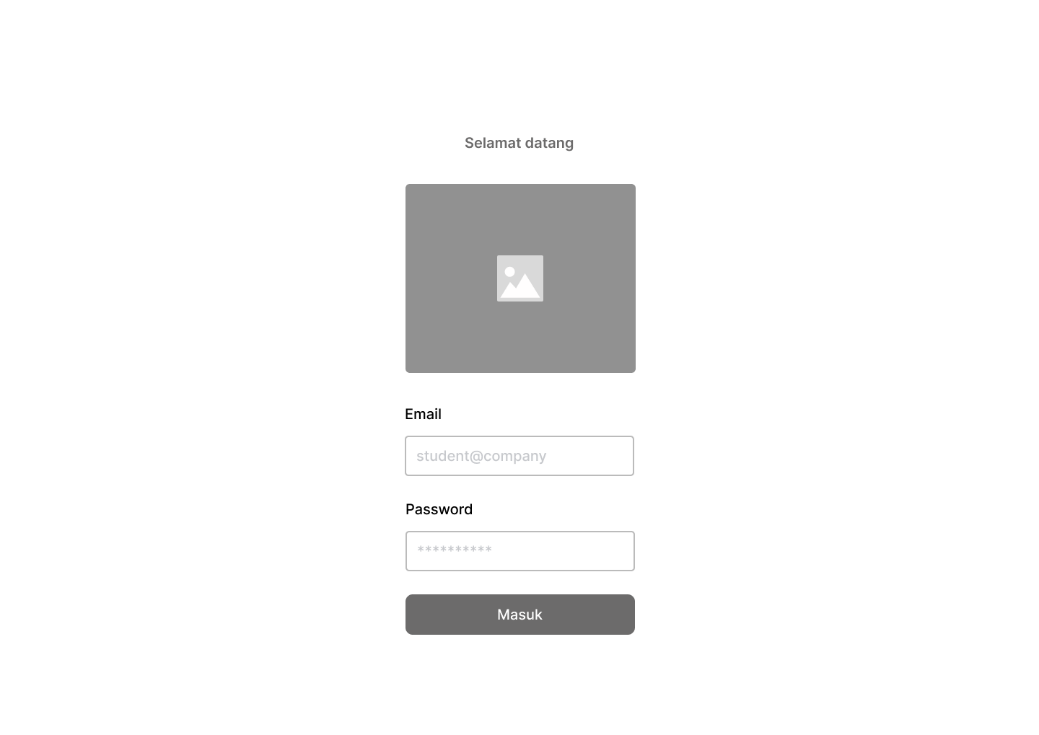 Selamat datang
Email
student@company
Password
**********
Masuk